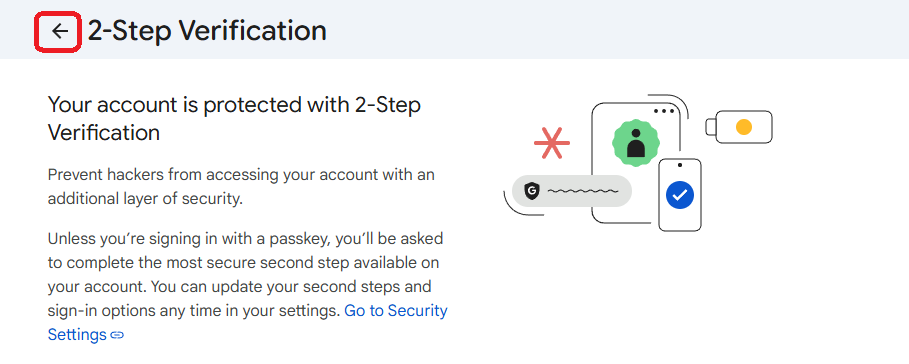 2-Step Verification
Your account is protected with 2-Step
Verification
Prevent hackers from accessing your account with an
additional layer of security.
Unless you’re signing in with a passkey, you’ll be asked
to complete the most secure second step available on
your account. You can update your second steps and
sign-in options any time in your settings. Go to Security
Settings
G